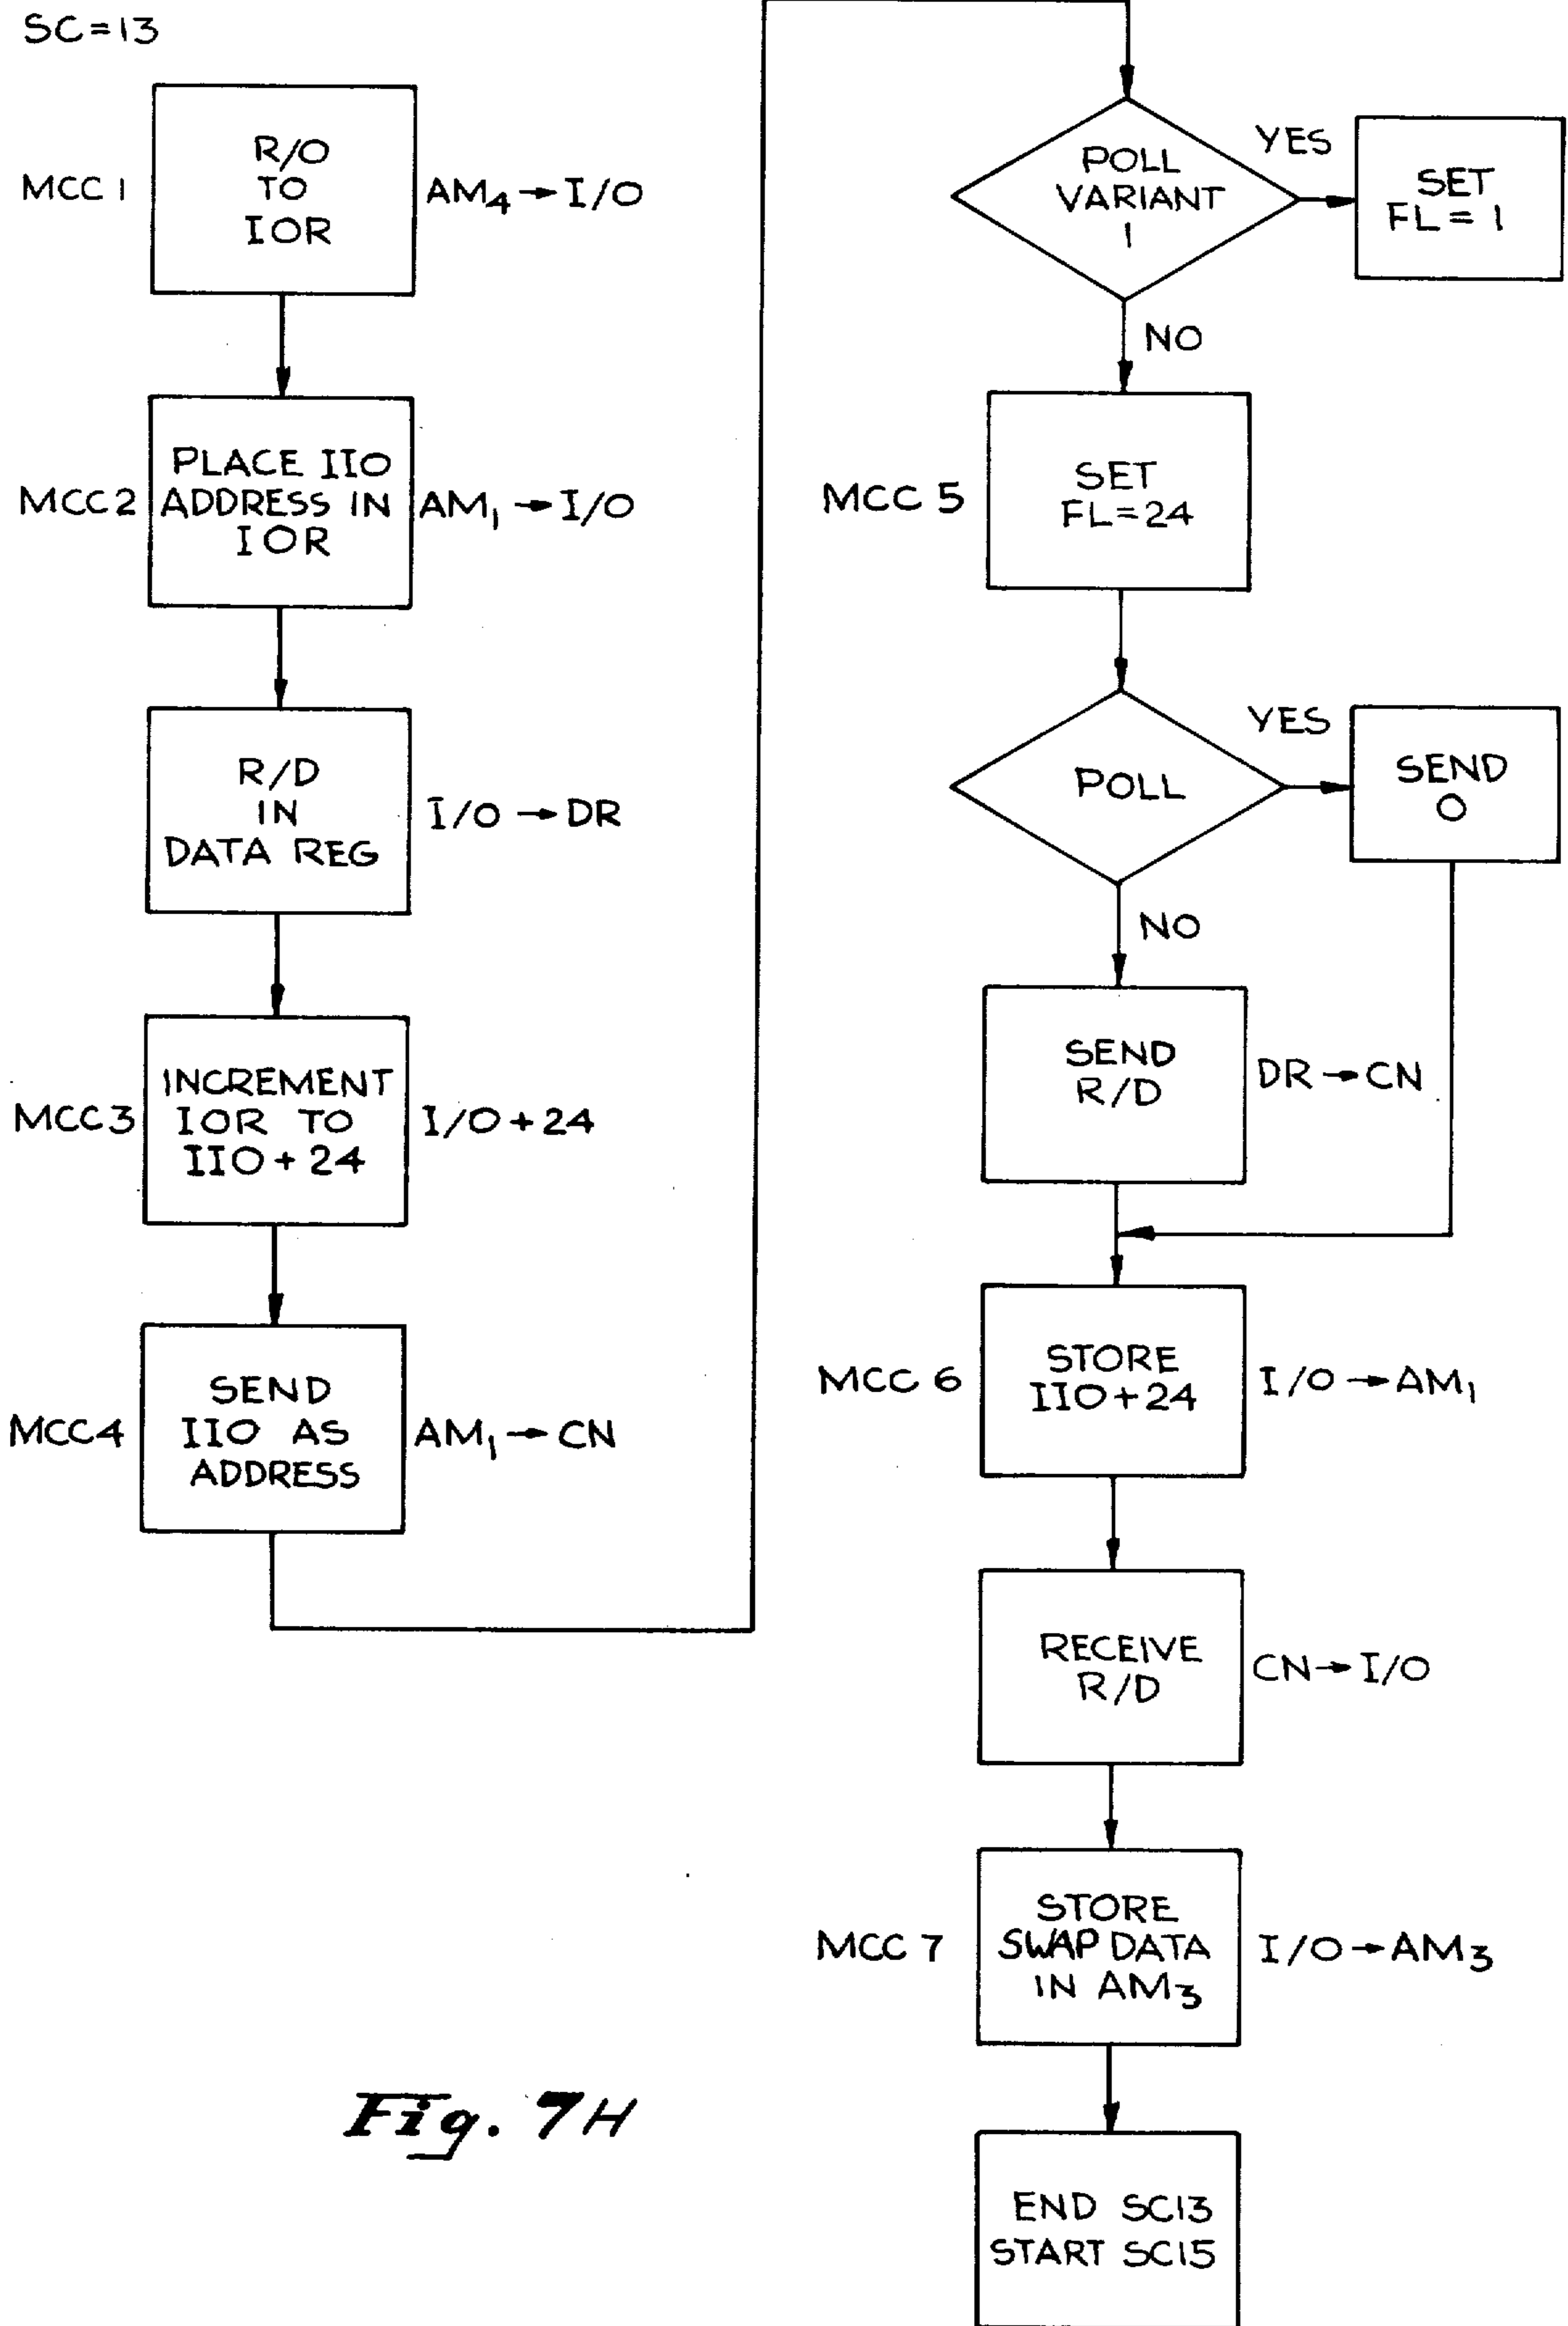 SC=13
MCC 1
R/O
TO
IOR
AM₄→I/O
MCC2
PLACE IIO
ADDRESS IN
IOR
AM₁→I/O
R/D
IN
DATA REG
I/O→DR
MCC3
INCREMENT
IOR TO
IIO+24
I/O+24
MCC4
SEND
IIO AS
ADDRESS
AM₁→CN
POLL
VARIANT
1
YES
SET
FL=1
NO
MCC 5
SET
FL=24
POLL
YES
SEND
0
NO
SEND
R/D
DR→CN
MCC 6
STORE
IIO+24
I/O→AM₁
RECEIVE
R/D
CN→I/O
MCC 7
STORE
SWAP DATA
IN AM₃
I/O→AM₃
END SC13
START SC15
Fig. 7H